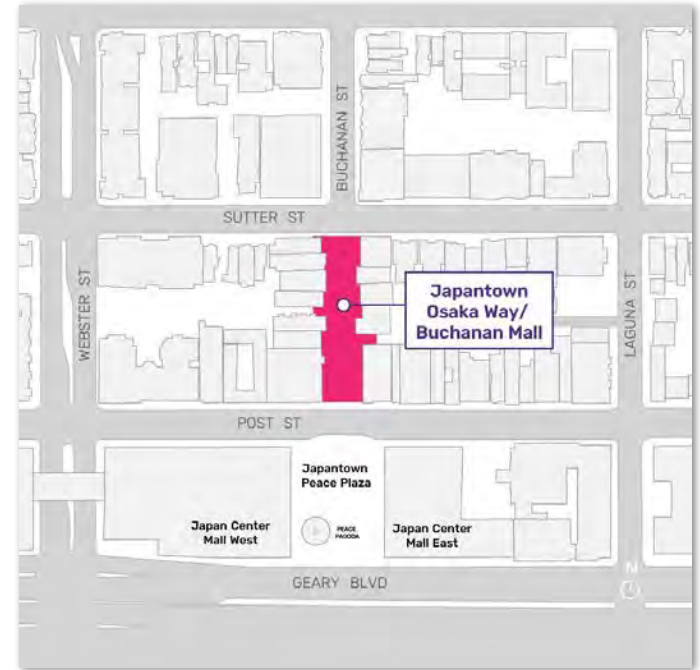 BUCHANAN ST
SUTTER ST
WEBSTER ST
Japantown
Osaka Way/
Buchanan Mall
LAGUNA ST
POST ST
Japantown
Peace Plaza
Japan Center
Mall West
PEACE
PAGODA
Japan Center
Mall East
GEARY BLVD
N